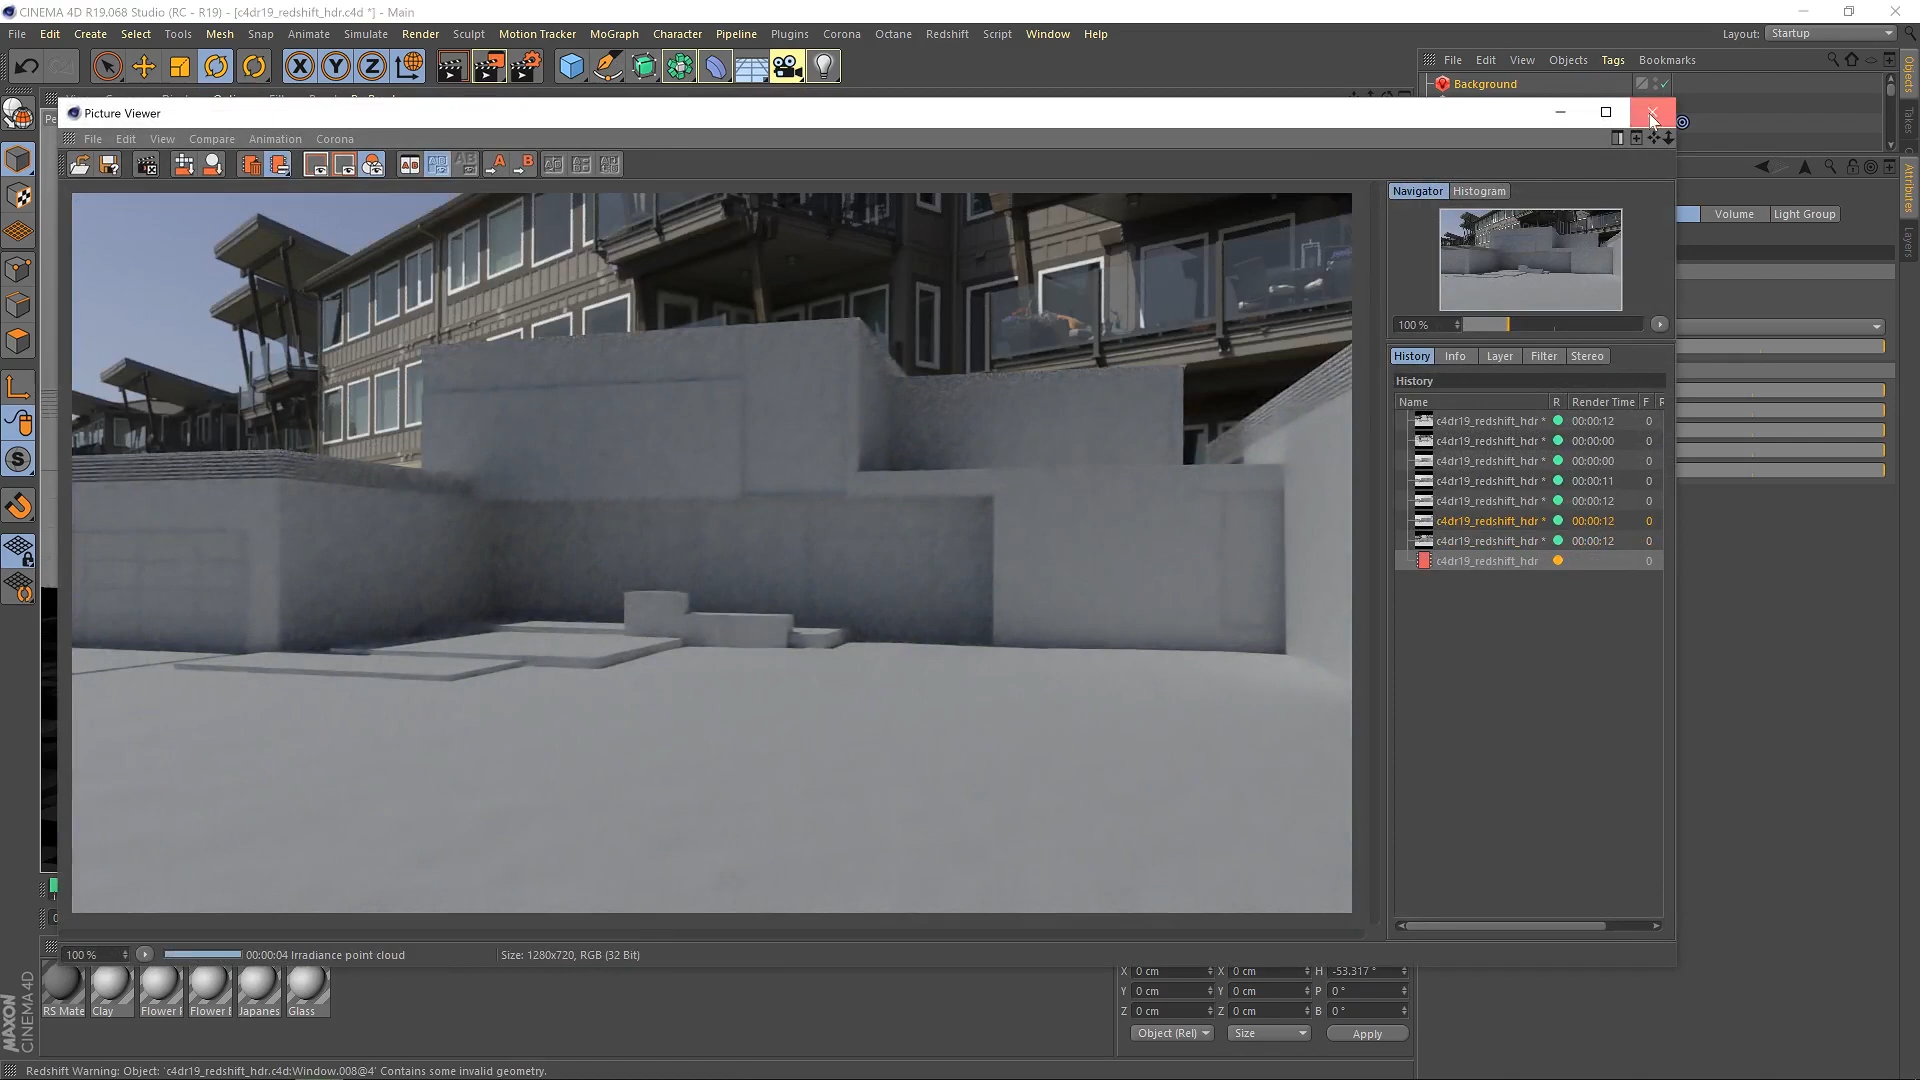 CINEMA 4D R19.068 Studio (RC - R19) - [c4dr19_redshift_hdr.c4d *] - Main
File Edit Create Select Tools Mesh Snap Animate Simulate Render Sculpt Motion Tracker MoGraph Character Pipeline Plugins Corona Octane Redshift Script Window Help
Layout: Startup
File Edit View Objects Tags Bookmarks
Background
Picture Viewer
File Edit View Compare Animation Corona
Navigator Histogram
100 %
Volume Light Group
Objects
Takes
Attributes
Layers
History Info Layer Filter Stereo
History
Name R Render Time F R
c4dr19_redshift_hdr * 00:00:12 0
c4dr19_redshift_hdr * 00:00:00 0
c4dr19_redshift_hdr * 00:00:00 0
c4dr19_redshift_hdr * 00:00:11 0
c4dr19_redshift_hdr * 00:00:12 0
c4dr19_redshift_hdr * 00:00:12 0
c4dr19_redshift_hdr * 00:00:12 0
c4dr19_redshift_hdr 0
100 % 00:00:04 Irradiance point cloud Size: 1280x720, RGB (32 Bit)
RS Mate Clay Flower Flower Japanes Glass
X 0 cm X 0 cm H -53.317 °
Y 0 cm Y 0 cm P 0 °
Z 0 cm Z 0 cm B 0 °
Object (Rel) Size Apply
MAXON
CINEMA 4D
Redshift Warning: Object: 'c4dr19_redshift_hdr.c4d:Window.008@4' Contains some invalid geometry.